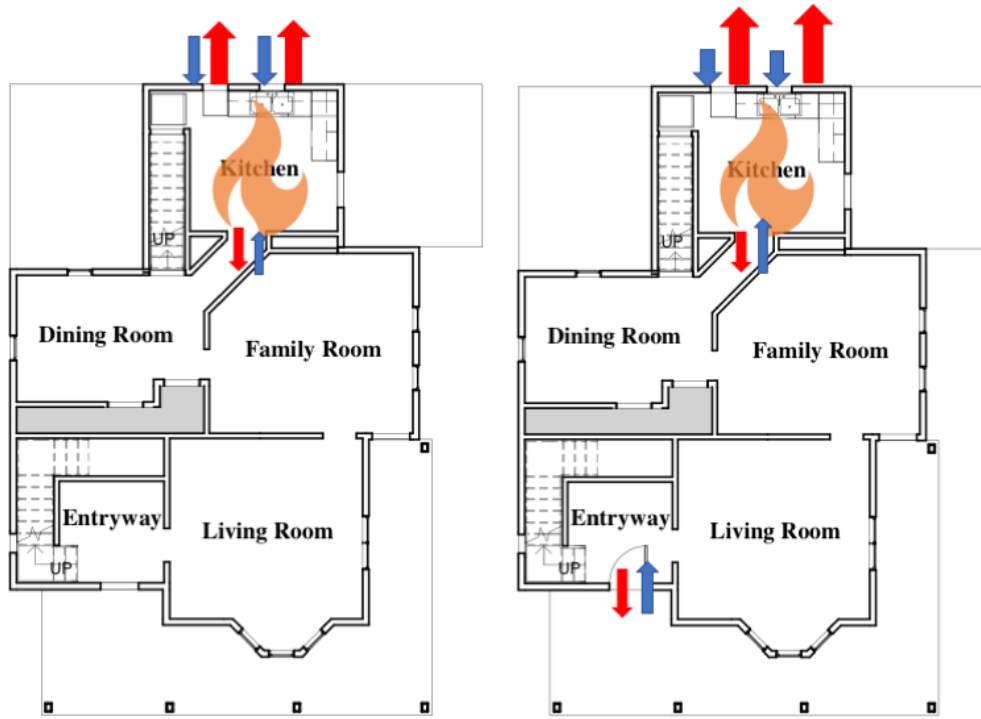 Kitchen
UP
Dining Room
Family Room
Entryway
Living Room
UP
Kitchen
UP
Dining Room
Family Room
Entryway
Living Room
UP